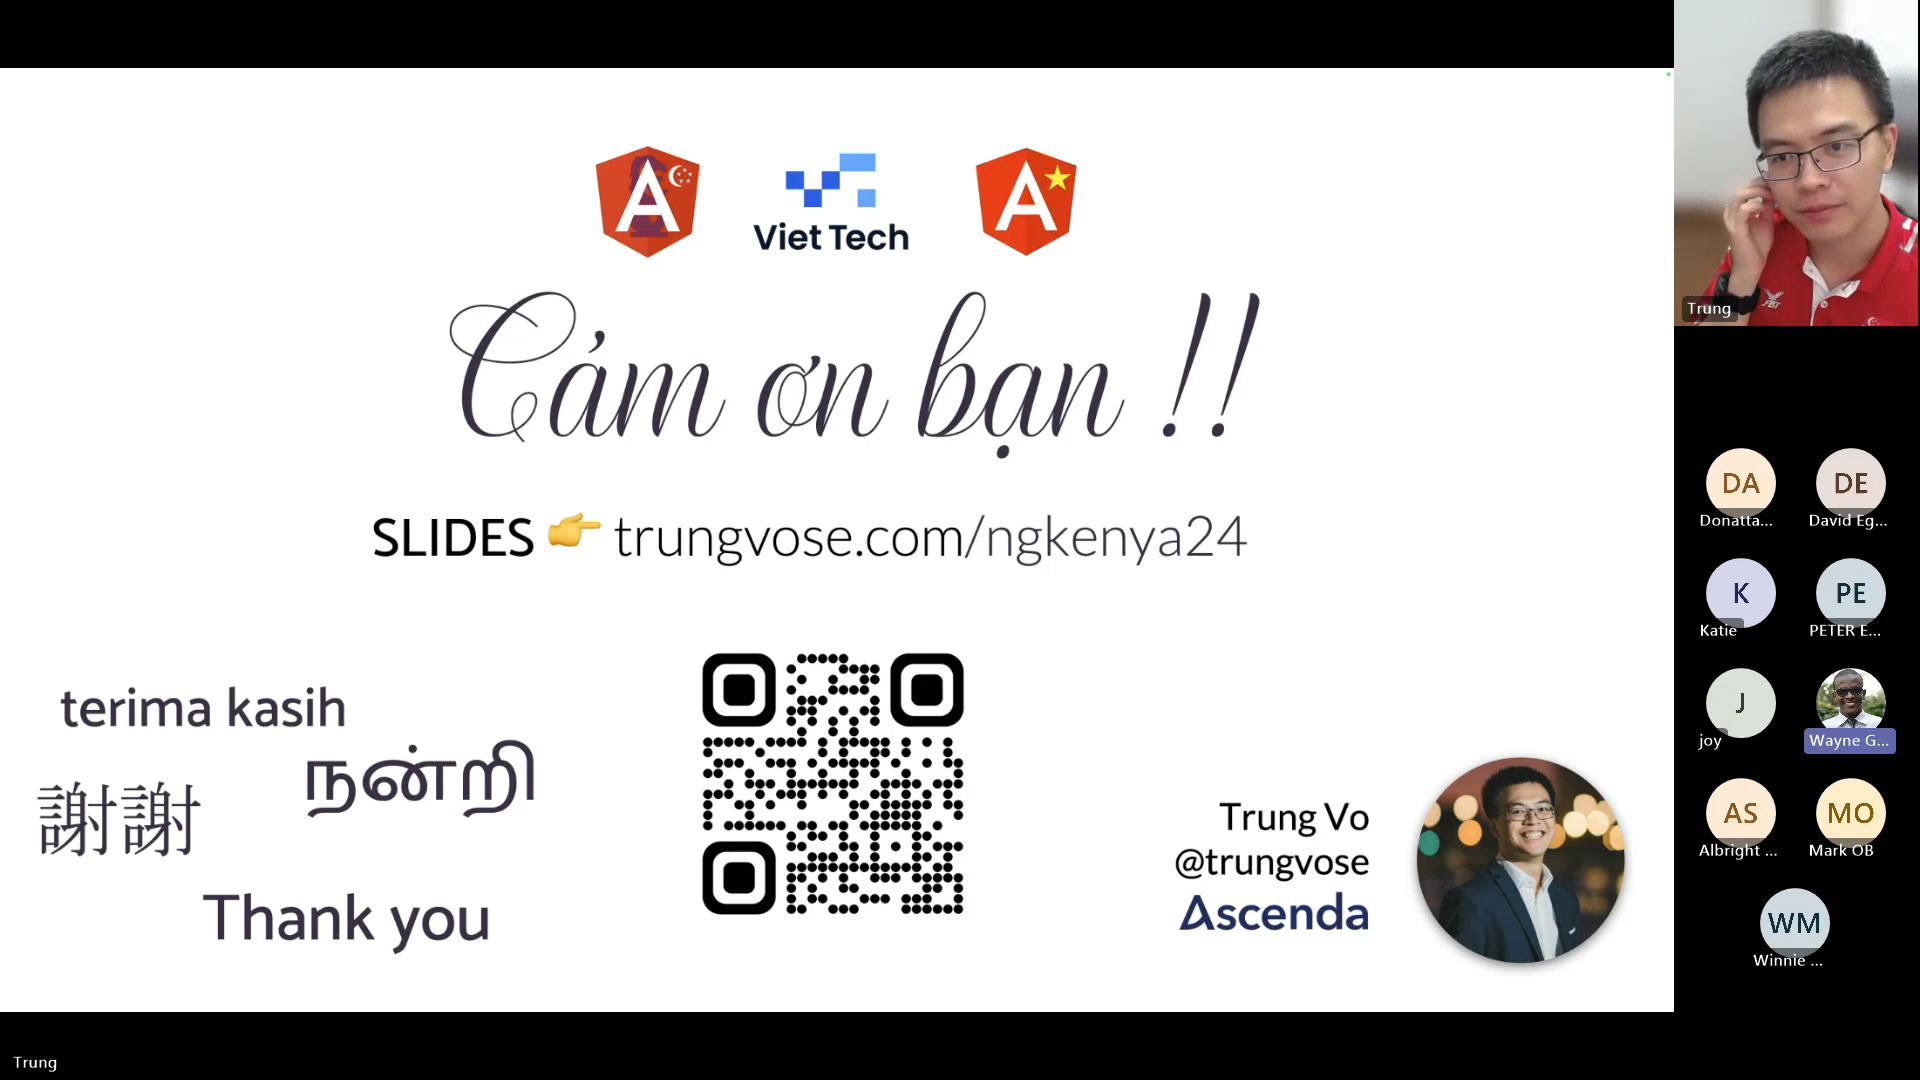 Viet Tech
Cảm ơn bạn !!
SLIDES 👉 trungvose.com/ngkenya24
terima kasih
நன்றி
謝謝
Thank you
Trung Vo
@trungvose
Ascenda
Trung
DA
Donatta...
DE
David Eg...
K
Katie
PE
PETER E...
J
joy
Wayne G...
AS
Albright ...
MO
Mark OB
WM
Winnie ...
Trung